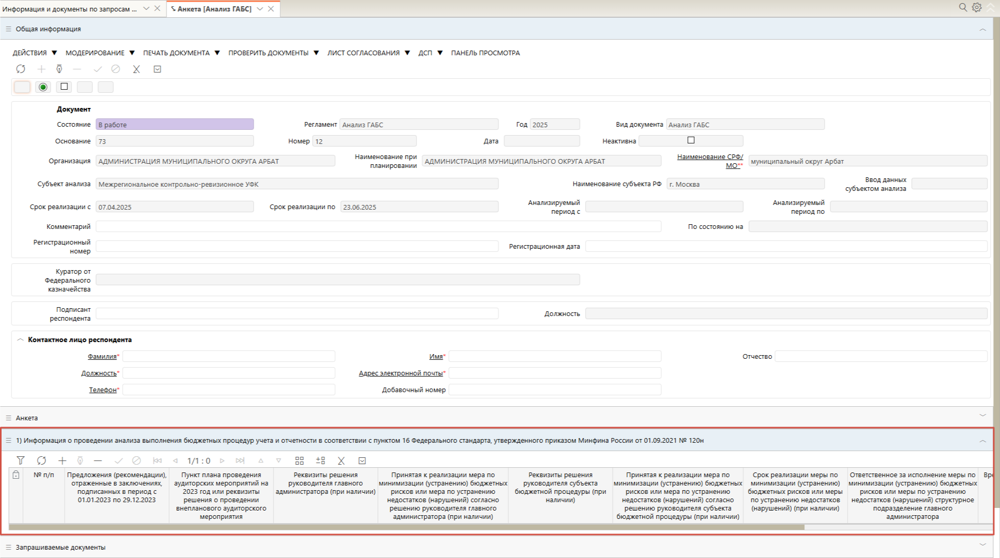 Информация и документы по запросам ...
Анкета [Анализ ГАБС]
Общая информация
ДЕЙСТВИЯ МОДЕРИРОВАНИЕ ПЕЧАТЬ ДОКУМЕНТА ПРОВЕРИТЬ ДОКУМЕНТЫ ЛИСТ СОГЛАСОВАНИЯ ДСП ПАНЕЛЬ ПРОСМОТРА
Документ
Состояние В работе Регламент Анализ ГАБС Год 2025 Вид документа Анализ ГАБС
Основание 73 Номер 12 Дата Неактивна
Организация АДМИНИСТРАЦИЯ МУНИЦИПАЛЬНОГО ОКРУГА АРБАТ
Наименование при
планировании
АДМИНИСТРАЦИЯ МУНИЦИПАЛЬНОГО ОКРУГА АРБАТ
Наименование СРФ/
МО**
муниципальный округ Арбат
Субъект анализа Межрегиональное контрольно-ревизионное УФК Наименование субъекта РФ г. Москва
Ввод данных
субъектом анализа
Срок реализации с 07.04.2025 Срок реализации по 23.06.2025
Анализируемый
период с
Анализируемый
период по
Комментарий По состоянию на
Регистрационный
номер
Регистрационная дата
Куратор от
Федерального
казначейства
Подписант
респондента
Должность
Контактное лицо респондента
Фамилия* Имя* Отчество
Должность* Адрес электронной почты*
Телефон* Добавочный номер
Анкета
1) Информация о проведении анализа выполнения бюджетных процедур учета и отчетности в соответствии с пунктом 16 Федерального стандарта, утвержденного приказом Минфина России от 01.09.2021 № 120н
1/1 : 0
№ п/п
Предложения (рекомендации),
отраженные в заключениях,
подписанных в период с
01.01.2023 по 29.12.2023
Пункт плана проведения
аудиторских мероприятий на
2023 год или реквизиты
решения о проведении
внепланового аудиторского
мероприятия
Реквизиты решения
руководителя главного
администратора (при наличии)
Принятая к реализации мера по
минимизации (устранению) бюджетных
рисков или мера по устранению
недостатков (нарушений) согласно
решению руководителя главного
администратора (при наличии)
Реквизиты решения
руководителя субъекта
бюджетной процедуры (при
наличии)
Принятая к реализации мера по
минимизации (устранению) бюджетных
рисков или мера по устранению
недостатков (нарушений) согласно
решению руководителя субъекта
бюджетной процедуры (при наличии)
Срок реализации меры по
минимизации (устранению)
бюджетных рисков или меры
по устранению недостатков
(нарушений) (при наличии)
Ответственное за исполнение меры по
минимизации (устранению) бюджетных
рисков или меры по устранению
недостатков (нарушений) структурное
подразделение главного
администратора
Вре
Запрашиваемые документы